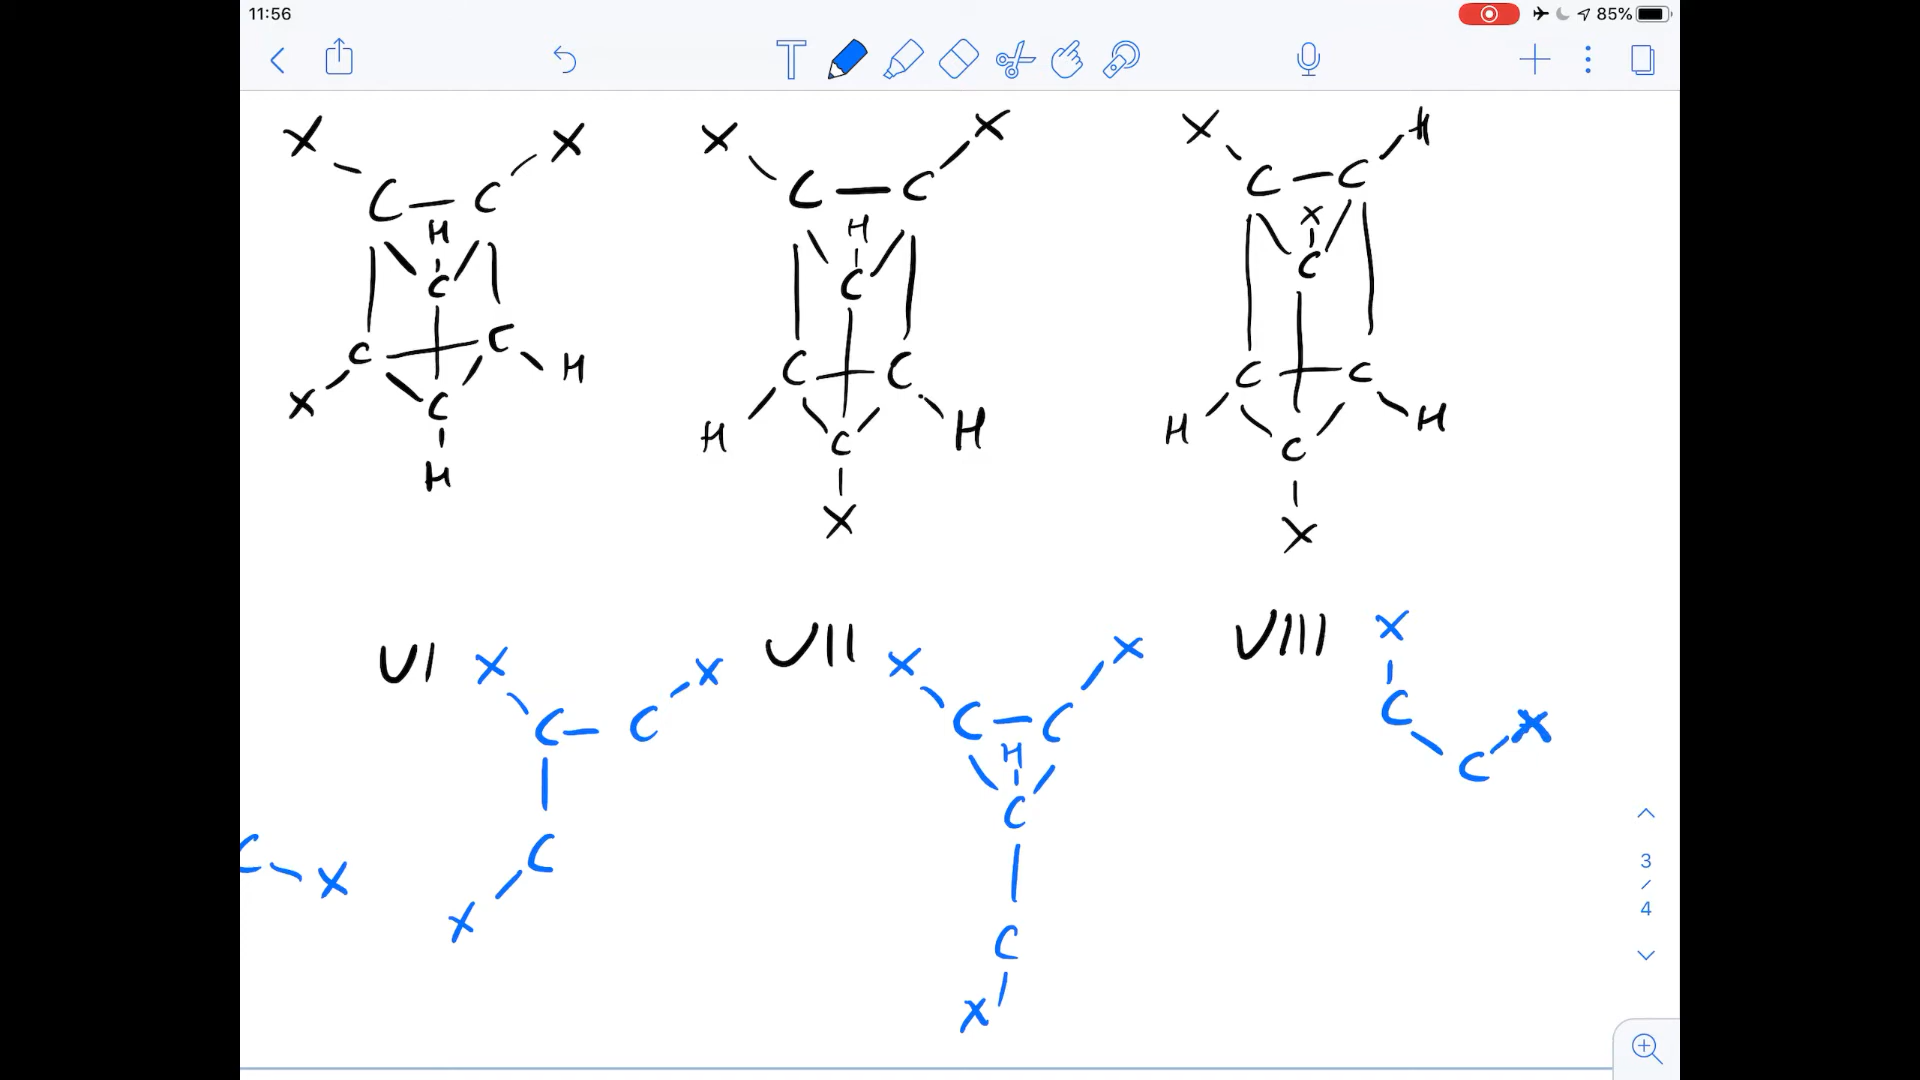 11:56
85%
T
X X X X X H
C – C C – C C – C
H H X
C C C
C C C C C C
X C H H C H H C H
H X X
VI VII VIII
X X X X X
C – C C – C C
H C
C C
C – X C
X X
3
/
4